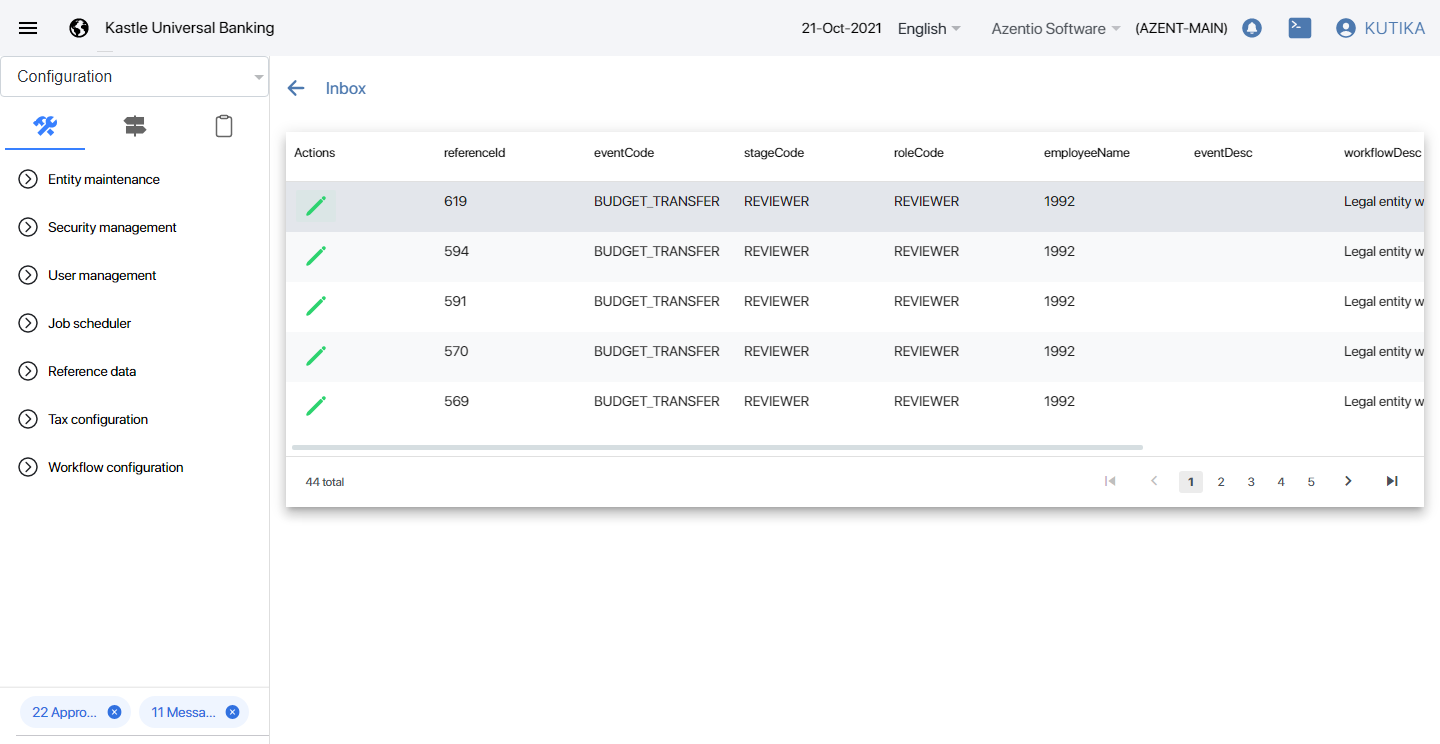 Kastle Universal Banking
21-Oct-2021 English Azentio Software (AZENT-MAIN) KUTIKA
Configuration
Entity maintenance
Security management
User management
Job scheduler
Reference data
Tax configuration
Workflow configuration
22 Appro... 11 Messa...
Inbox
Actions referenceId eventCode stageCode roleCode employeeName eventDesc workflowDesc
619 BUDGET_TRANSFER REVIEWER REVIEWER 1992 Legal entity w
594 BUDGET_TRANSFER REVIEWER REVIEWER 1992 Legal entity w
591 BUDGET_TRANSFER REVIEWER REVIEWER 1992 Legal entity w
570 BUDGET_TRANSFER REVIEWER REVIEWER 1992 Legal entity w
569 BUDGET_TRANSFER REVIEWER REVIEWER 1992 Legal entity w
44 total 1 2 3 4 5